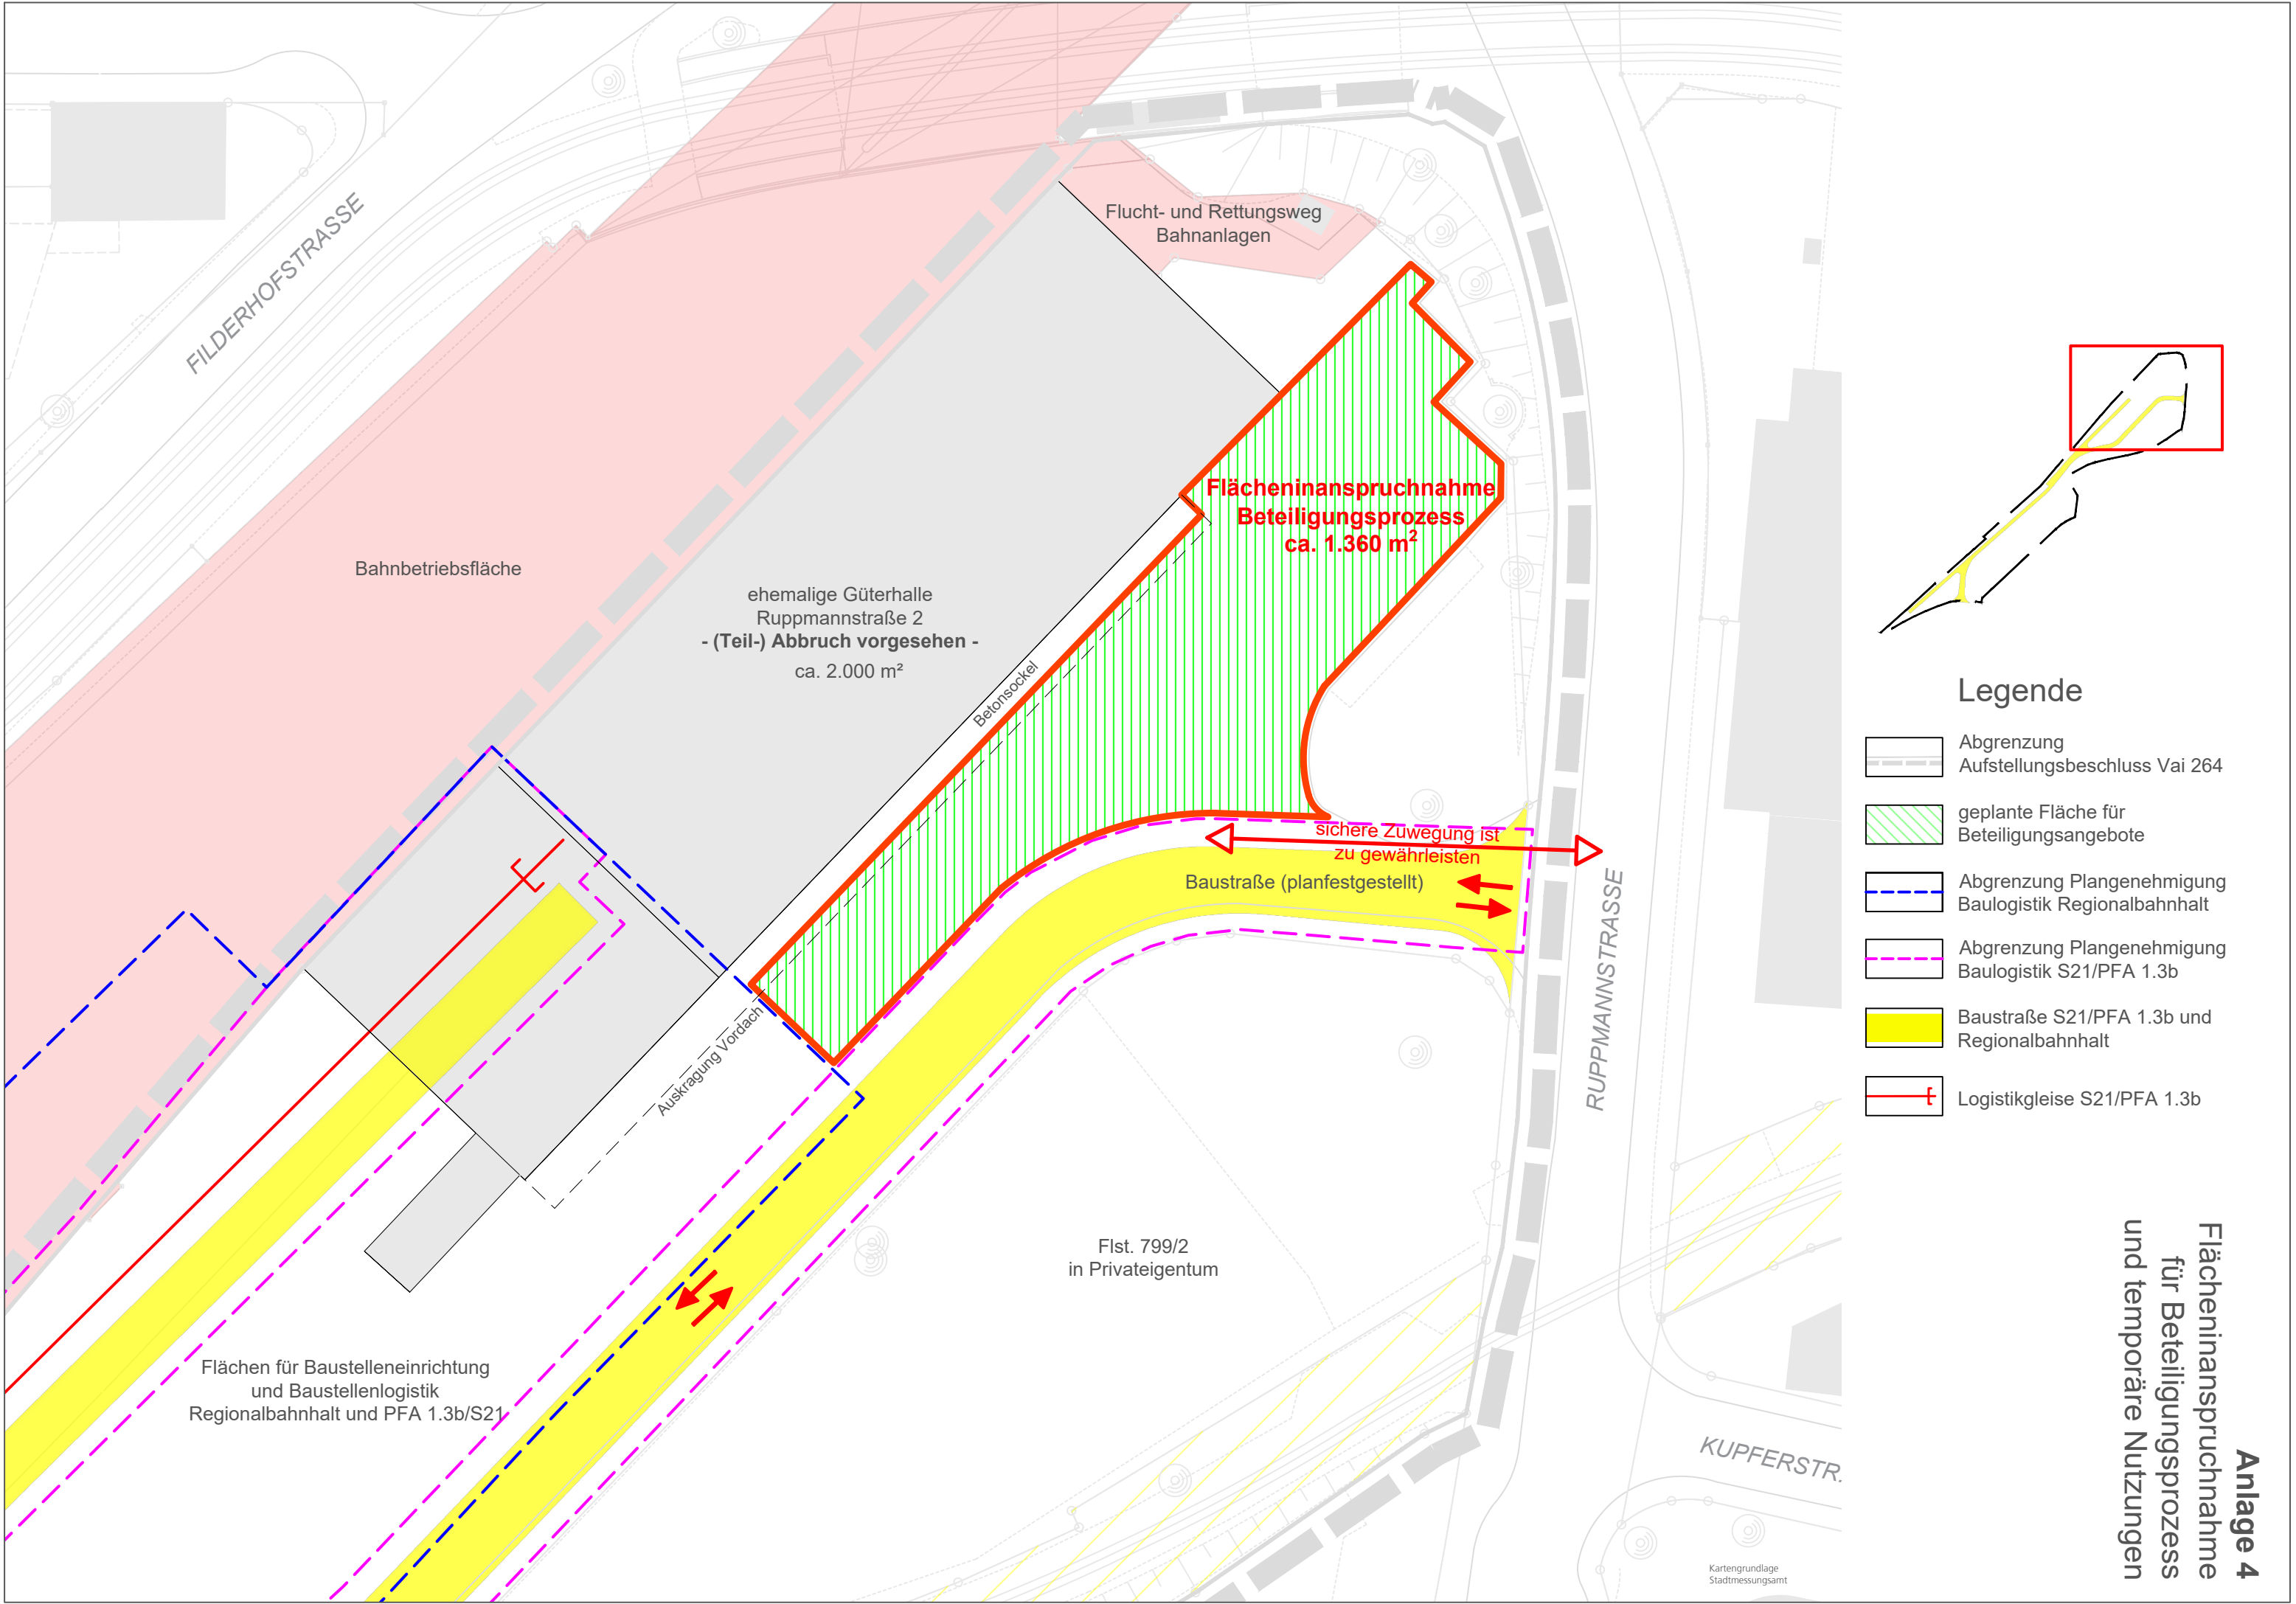 FILDERHOFSTRASSE
Flucht- und Rettungsweg
Bahnanlagen
Bahnbetriebsfläche
ehemalige Güterhalle
Ruppmannstraße 2
- (Teil-) Abbruch vorgesehen -
ca. 2.000 m²
Flächeninanspruchnahme
Beteiligungsprozess
ca. 1.360 m²
Betonsockel
Auskragung Vordach
sichere Zuwegung ist
zu gewährleisten
Baustraße (planfestgestellt)
RUPPMANNSTRASSE
Flst. 799/2
in Privateigentum
Flächen für Baustelleneinrichtung
und Baustellenlogistik
Regionalbahnhalt und PFA 1.3b/S21
KUPFERSTR.
Kartengrundlage
Stadtmessungsamt
Legende
Abgrenzung
Aufstellungsbeschluss Vai 264
geplante Fläche für
Beteiligungsangebote
Abgrenzung Plangenehmigung
Baulogistik Regionalbahnhalt
Abgrenzung Plangenehmigung
Baulogistik S21/PFA 1.3b
Baustraße S21/PFA 1.3b und
Regionalbahnhalt
Logistikgleise S21/PFA 1.3b
Anlage 4
Flächeninanspruchnahme
für Beteiligungsprozess
und temporäre Nutzungen